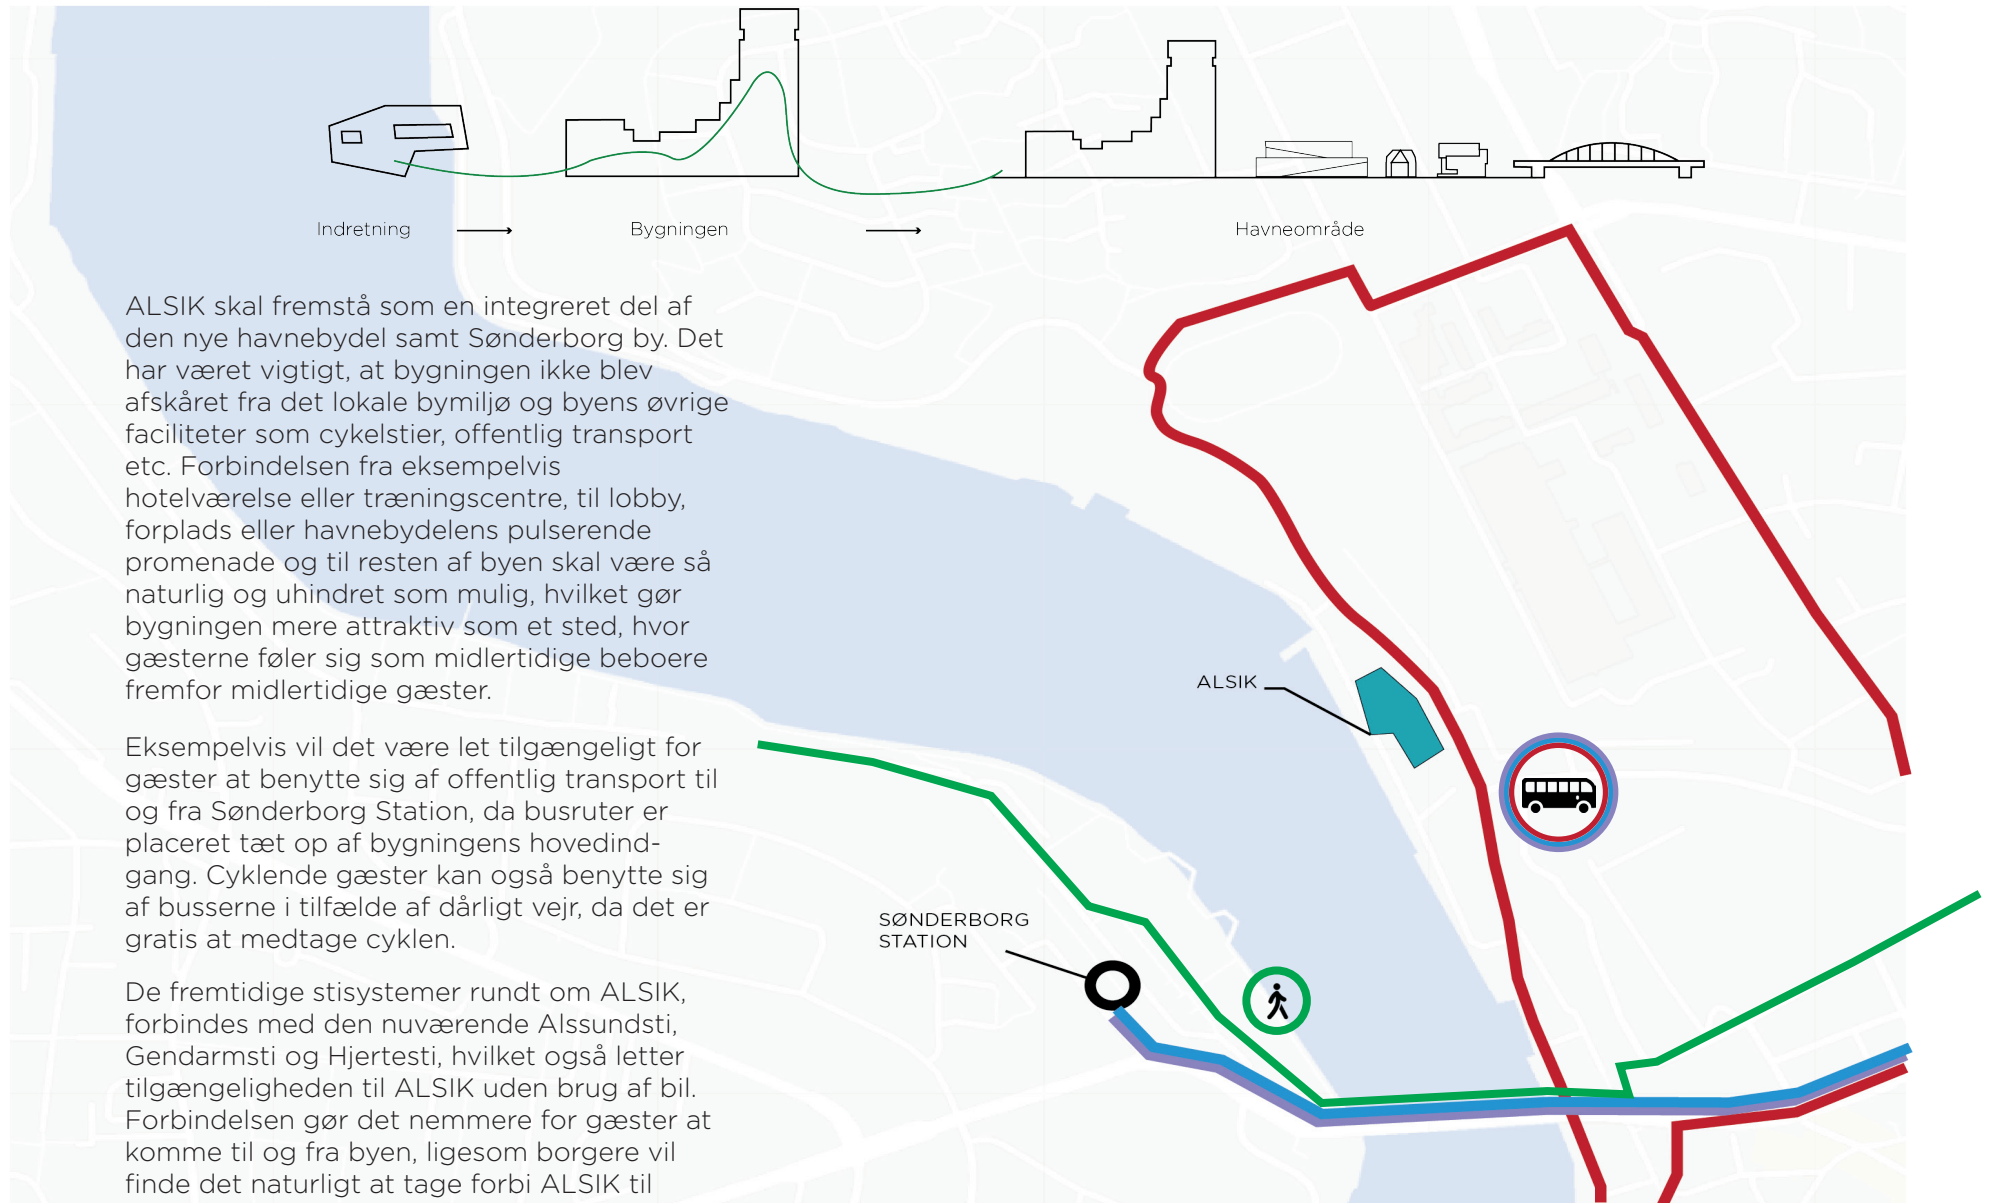 Indretning
Bygningen
Havneområde
ALSIK skal fremstå som en integreret del af
den nye havnebydel samt Sønderborg by. Det
har været vigtigt, at bygningen ikke blev
afskåret fra det lokale bymiljø og byens øvrige
faciliteter som cykelstier, offentlig transport
etc. Forbindelsen fra eksempelvis
hotelværelse eller træningscentre, til lobby,
forplads eller havnebydelens pulserende
promenade og til resten af byen skal være så
naturlig og uhindret som mulig, hvilket gør
bygningen mere attraktiv som et sted, hvor
gæsterne føler sig som midlertidige beboere
fremfor midlertidige gæster.
Eksempelvis vil det være let tilgængeligt for
gæster at benytte sig af offentlig transport til
og fra Sønderborg Station, da busruter er
placeret tæt op af bygningens hovedind-
gang. Cyklende gæster kan også benytte sig
af busserne i tilfælde af dårligt vejr, da det er
gratis at medtage cyklen.
De fremtidige stisystemer rundt om ALSIK,
forbindes med den nuværende Alssundsti,
Gendarmsti og Hjertesti, hvilket også letter
tilgængeligheden til ALSIK uden brug af bil.
Forbindelsen gør det nemmere for gæster at
komme til og fra byen, ligesom borgere vil
finde det naturligt at tage forbi ALSIK til
ALSIK
SØNDERBORG
STATION